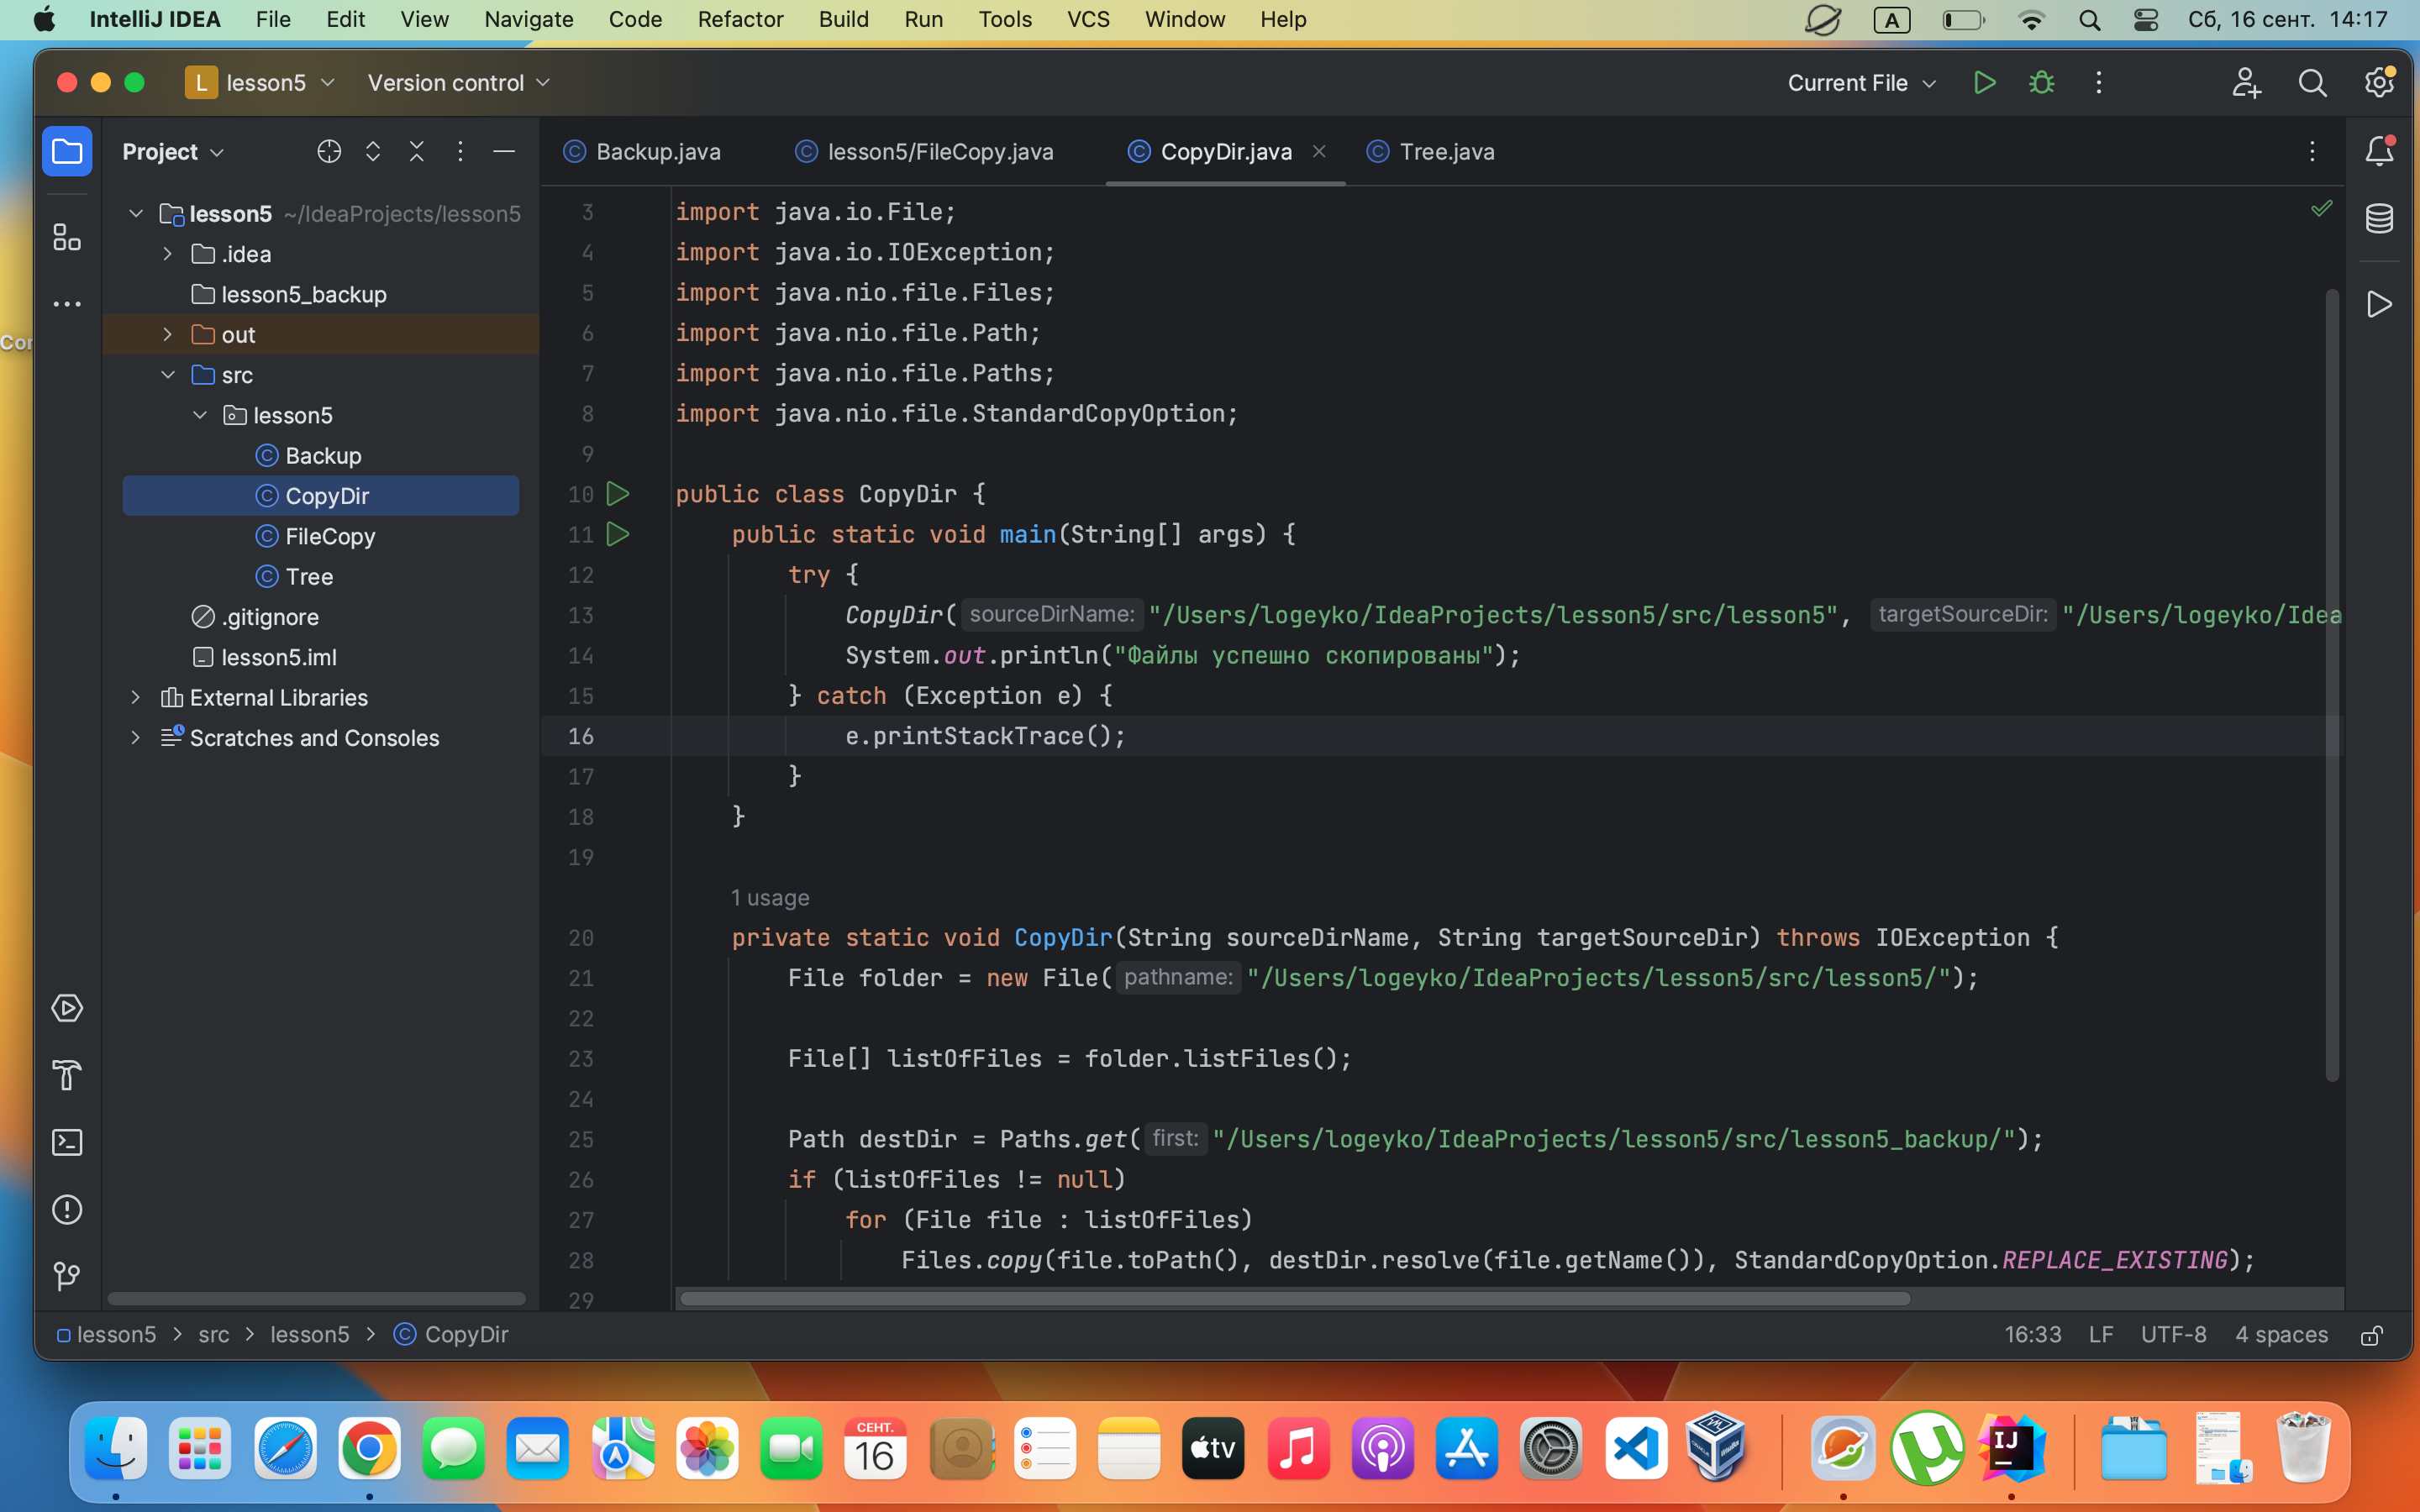 IntelliJ IDEA File Edit View Navigate Code Refactor Build Run Tools VCS Window Help A Сб, 16 сент. 14:17
L lesson5 Version control Current File
Project
Backup.java lesson5/FileCopy.java CopyDir.java Tree.java
lesson5 ~/IdeaProjects/lesson5
.idea
lesson5_backup
out
src
lesson5
Backup
CopyDir
FileCopy
Tree
.gitignore
lesson5.iml
External Libraries
Scratches and Consoles
3 import java.io.File;
4 import java.io.IOException;
5 import java.nio.file.Files;
6 import java.nio.file.Path;
7 import java.nio.file.Paths;
8 import java.nio.file.StandardCopyOption;
9
10 public class CopyDir {
11 public static void main(String[] args) {
12 try {
13 CopyDir( sourceDirName: "/Users/logeyko/IdeaProjects/lesson5/src/lesson5", targetSourceDir: "/Users/logeyko/Idea
14 System.out.println("Файлы успешно скопированы");
15 } catch (Exception e) {
16 e.printStackTrace();
17 }
18 }
19
1 usage
20 private static void CopyDir(String sourceDirName, String targetSourceDir) throws IOException {
21 File folder = new File( pathname: "/Users/logeyko/IdeaProjects/lesson5/src/lesson5/");
22
23 File[] listOfFiles = folder.listFiles();
24
25 Path destDir = Paths.get( first: "/Users/logeyko/IdeaProjects/lesson5/src/lesson5_backup/");
26 if (listOfFiles != null)
27 for (File file : listOfFiles)
28 Files.copy(file.toPath(), destDir.resolve(file.getName()), StandardCopyOption.REPLACE_EXISTING);
29
lesson5 > src > lesson5 > CopyDir 16:33 LF UTF-8 4 spaces
СЕНТ.
16
tv
IJ